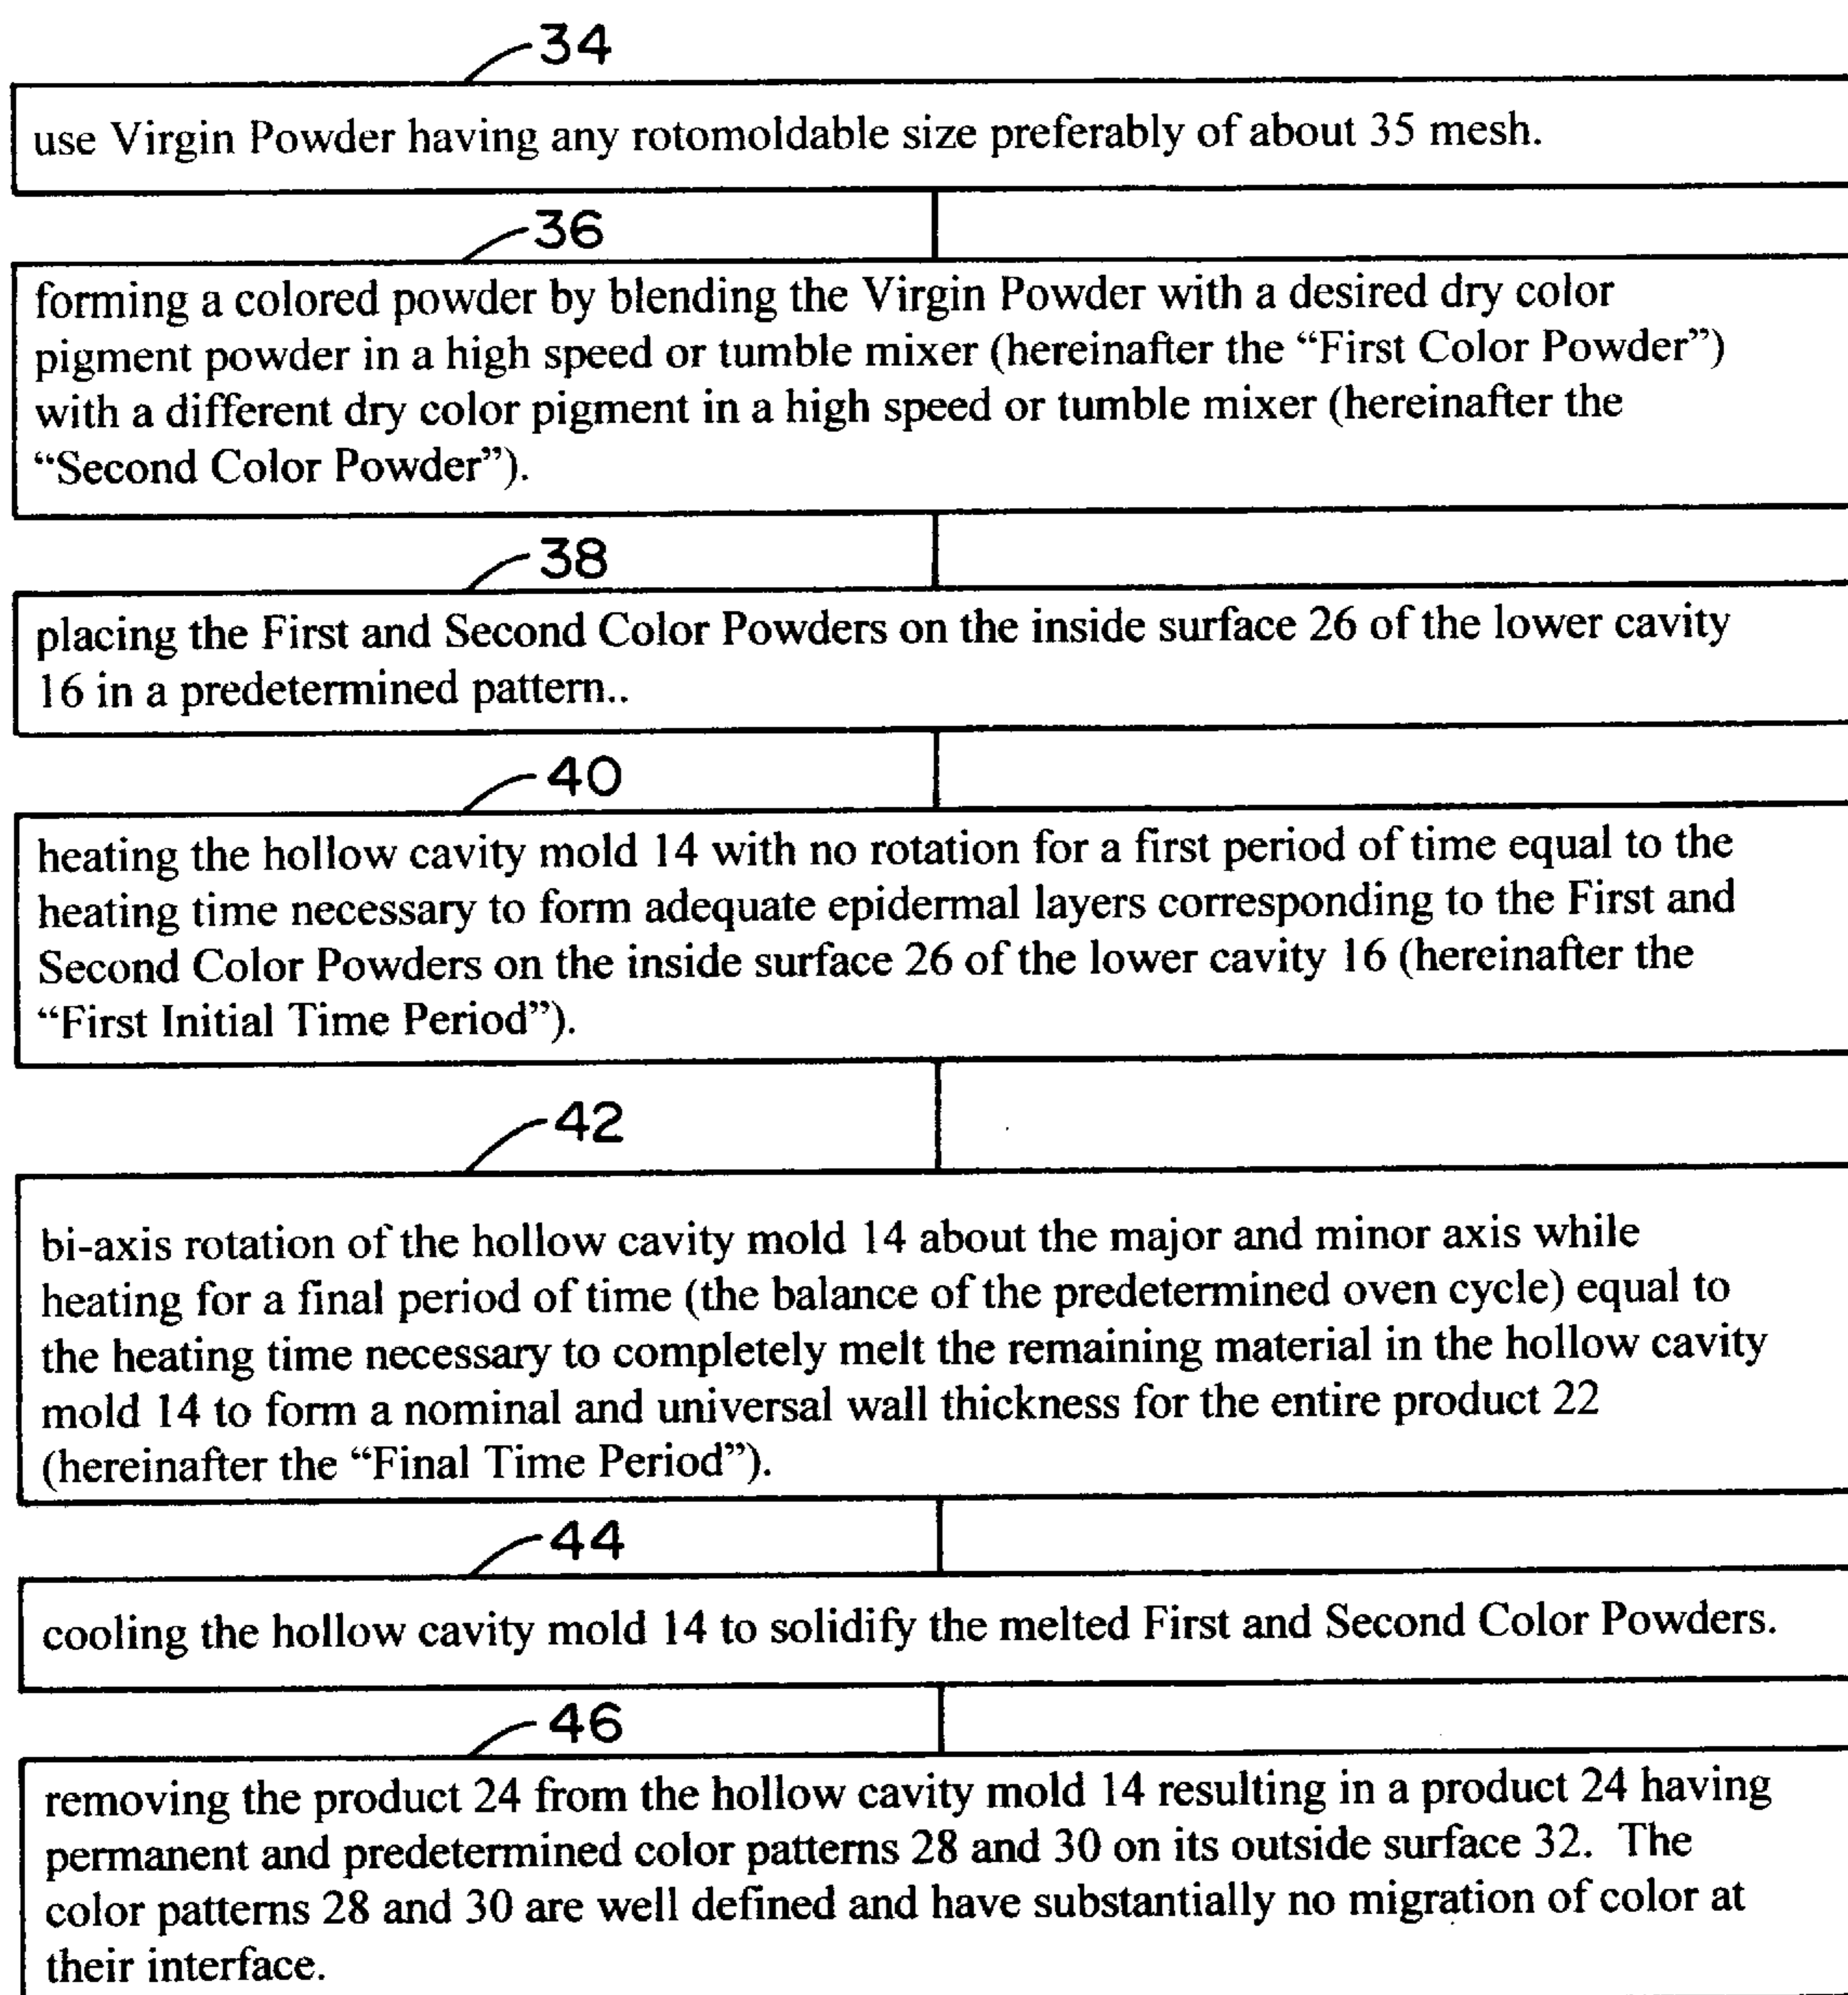 34
use Virgin Powder having any rotomoldable size preferably of about 35 mesh.
36
forming a colored powder by blending the Virgin Powder with a desired dry color
pigment powder in a high speed or tumble mixer (hereinafter the “First Color Powder”)
with a different dry color pigment in a high speed or tumble mixer (hereinafter the
“Second Color Powder”).
38
placing the First and Second Color Powders on the inside surface 26 of the lower cavity
16 in a predetermined pattern..
40
heating the hollow cavity mold 14 with no rotation for a first period of time equal to the
heating time necessary to form adequate epidermal layers corresponding to the First and
Second Color Powders on the inside surface 26 of the lower cavity 16 (hereinafter the
“First Initial Time Period”).
42
bi-axis rotation of the hollow cavity mold 14 about the major and minor axis while
heating for a final period of time (the balance of the predetermined oven cycle) equal to
the heating time necessary to completely melt the remaining material in the hollow cavity
mold 14 to form a nominal and universal wall thickness for the entire product 22
(hereinafter the “Final Time Period”).
44
cooling the hollow cavity mold 14 to solidify the melted First and Second Color Powders.
46
removing the product 24 from the hollow cavity mold 14 resulting in a product 24 having
permanent and predetermined color patterns 28 and 30 on its outside surface 32. The
color patterns 28 and 30 are well defined and have substantially no migration of color at
their interface.